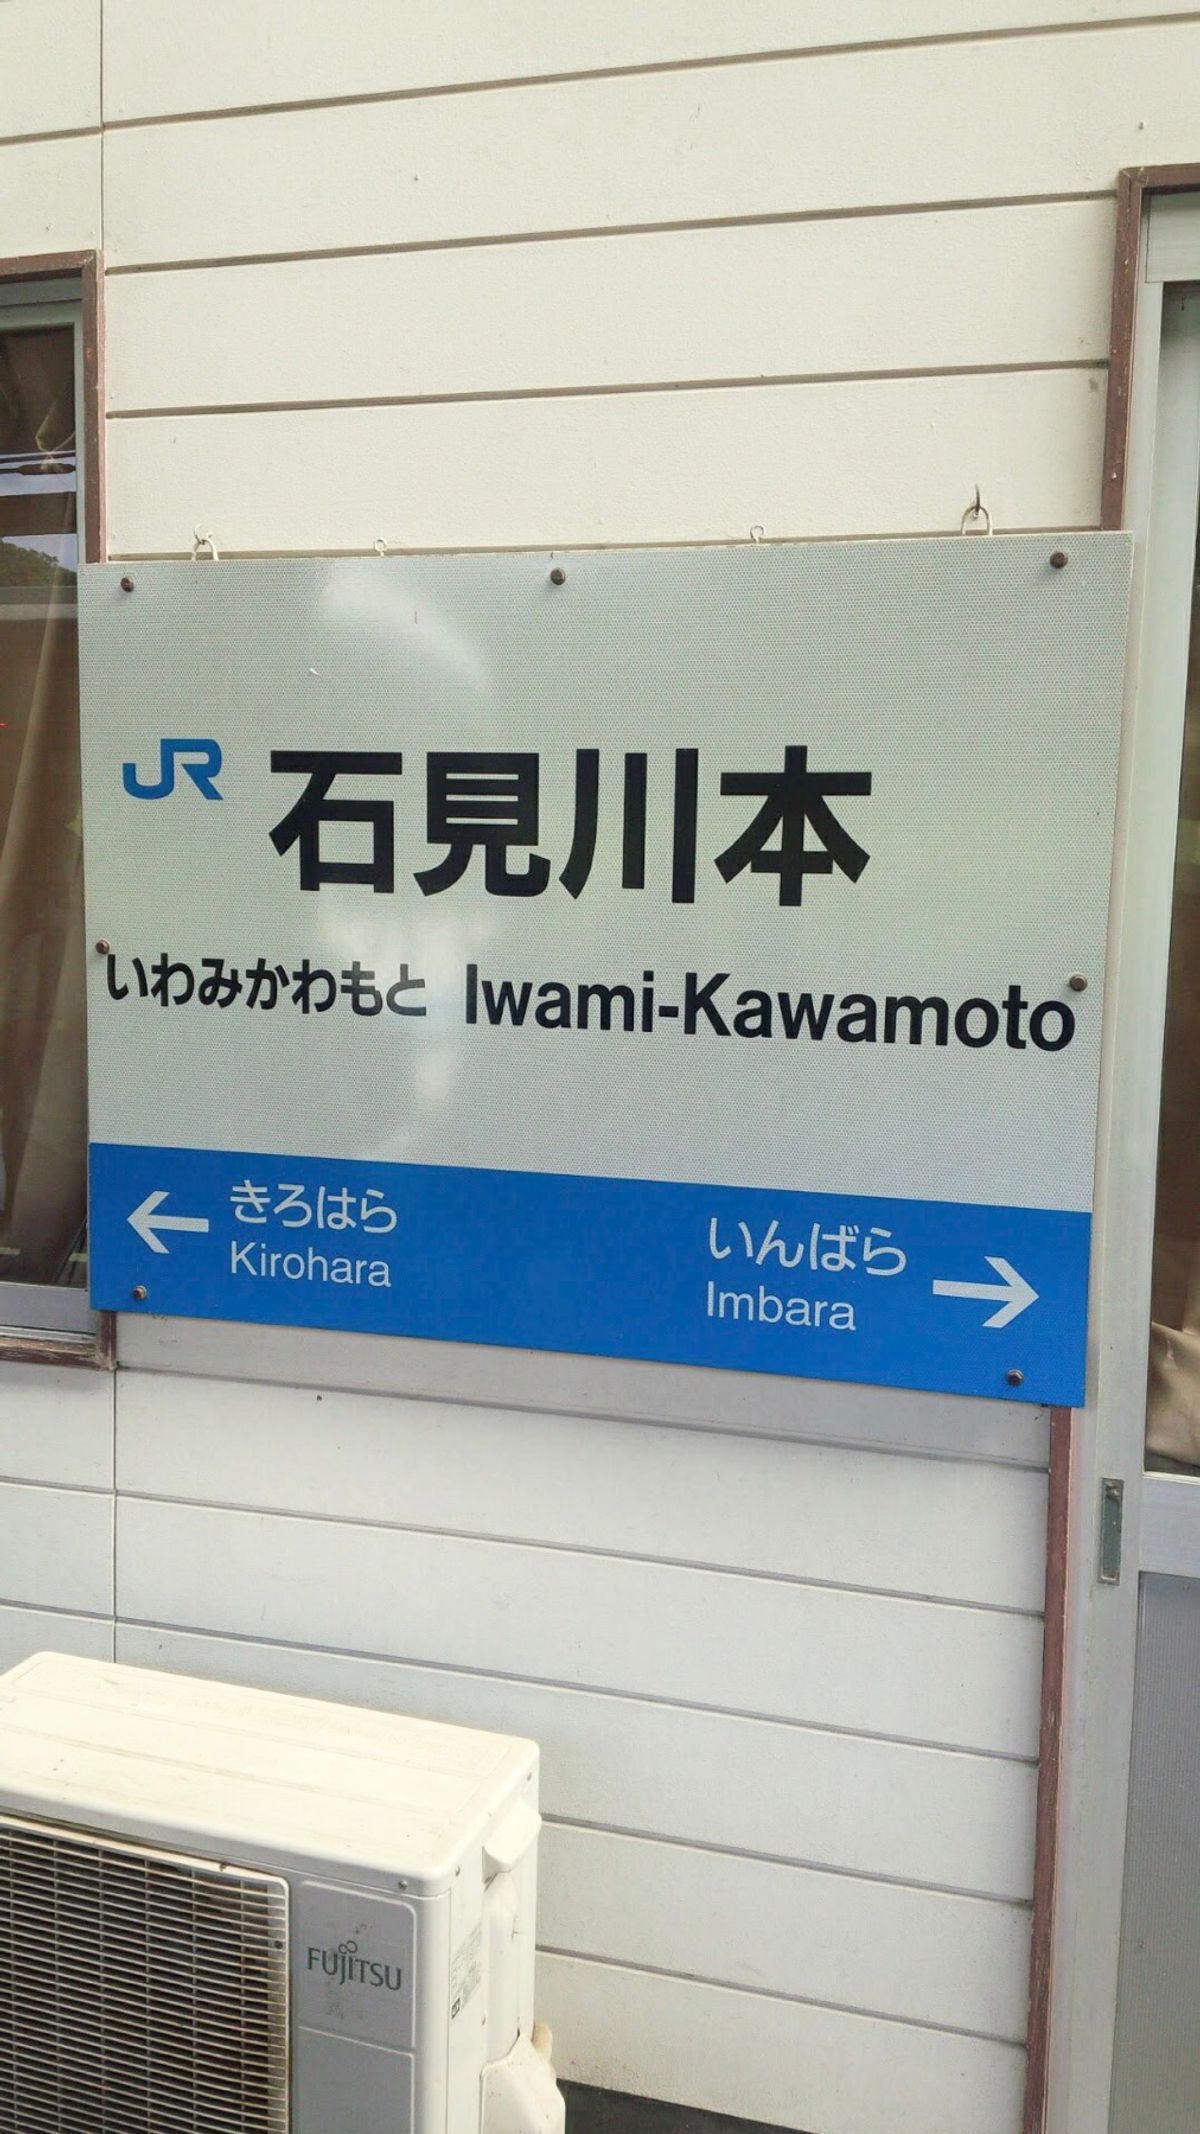 JR 石見川本
いわみかわもと Iwami-Kawamoto
← きろはら
Kirohara
いんばら →
Imbara
FUJITSU